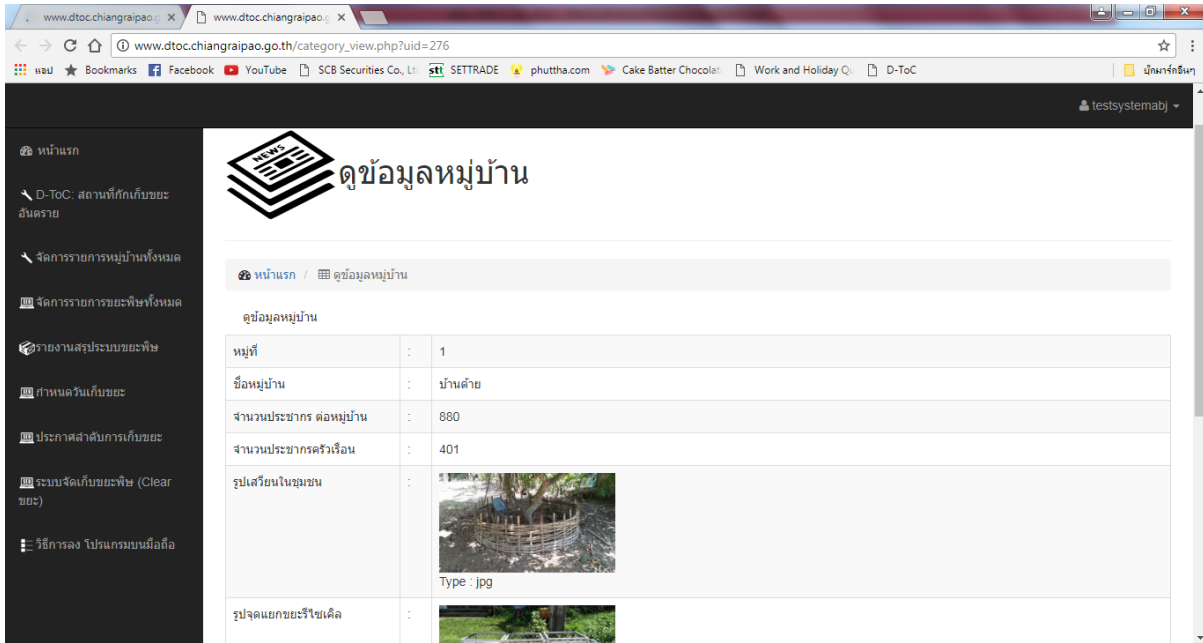 www.dtoc.chiangraipao.g
www.dtoc.chiangraipao.g
www.dtoc.chiangraipao.go.th/category_view.php?uid=276
แอป
Bookmarks
Facebook
YouTube
SCB Securities Co., Lt
stt SETTRADE
phuttha.com
Cake Batter Chocolat
Work and Holiday Qu
D-ToC
บุ๊กมาร์กอื่นๆ
testsystemabj
หน้าแรก
D-ToC: สถานที่กักเก็บขยะ
อันตราย
จัดการรายการหมู่บ้านทั้งหมด
จัดการรายการขยะพิษทั้งหมด
รายงานสรุประบบขยะพิษ
กำหนดวันเก็บขยะ
ประกาศลำดับการเก็บขยะ
ระบบจัดเก็บขยะพิษ (Clear
ขยะ)
วิธีการลง โปรแกรมบนมือถือ
NEWS
ดูข้อมูลหมู่บ้าน
หน้าแรก / ดูข้อมูลหมู่บ้าน
ดูข้อมูลหมู่บ้าน
หมู่ที่ : 1
ชื่อหมู่บ้าน : บ้านด้าย
จำนวนประชากร ต่อหมู่บ้าน : 880
จำนวนประชากรครัวเรือน : 401
รูปเสวียนในชุมชน :
Type : jpg
รูปจุดแยกขยะรีไซเคิล :